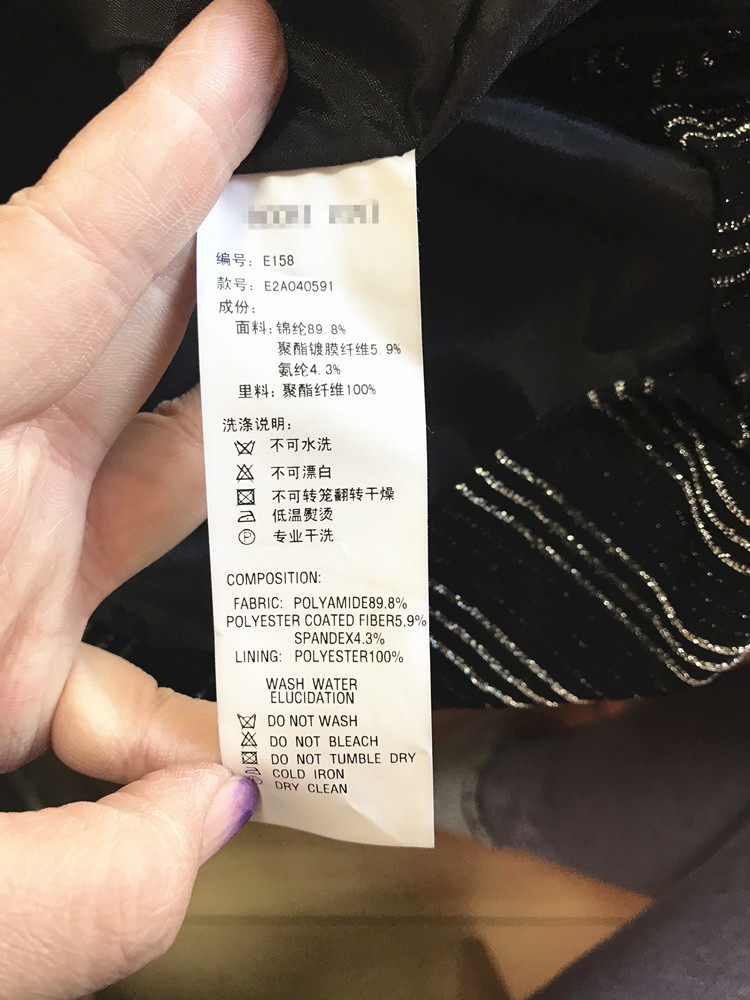 编号: E158
款号: E2A040591
成份:
面料: 锦纶89.8%
聚酯镀膜纤维5.9%
氨纶4.3%
里料: 聚酯纤维100%
洗涤说明:
不可水洗
不可漂白
不可转笼翻转干燥
低温熨烫
P 专业干洗
COMPOSITION:
FABRIC: POLYAMIDE89.8%
POLYESTER COATED FIBER5.9%
SPANDEX4.3%
LINING: POLYESTER100%
WASH WATER
ELUCIDATION
DO NOT WASH
DO NOT BLEACH
DO NOT TUMBLE DRY
COLD IRON
DRY CLEAN